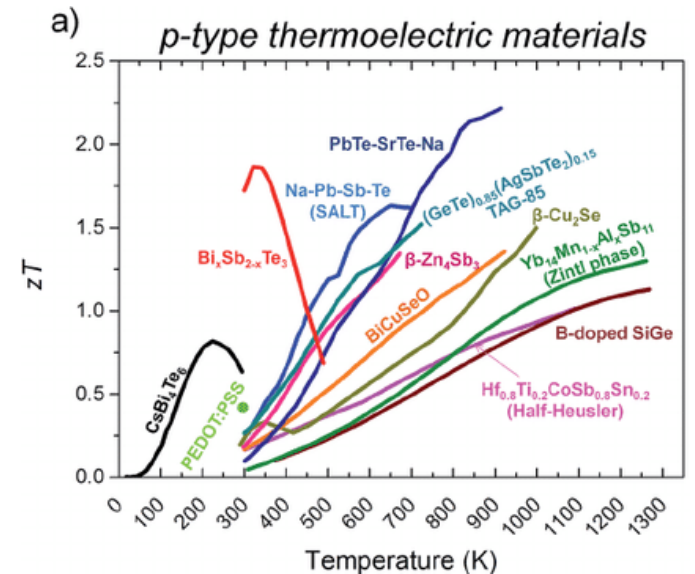 a)
p-type thermoelectric materials
2.5
2.0
1.5
1.0
0.5
0.0
zT
PbTe-SrTe-Na
Na-Pb-Sb-Te
(SALT)
(GeTe)₀.₈₅(AgSbTe₂)₀.₁₅
TAG-85
β-Cu₂Se
BiₓSb₂₋ₓTe₃
β-Zn₄Sb₃
Yb₁₄Mn₁₋ₓAlₓSb₁₁
(Zintl phase)
BiCuSeO
B-doped SiGe
CsBi₄Te₆
PEDOT:PSS
Hf₀.₈Ti₀.₂CoSb₀.₈Sn₀.₂
(Half-Heusler)
0 100 200 300 400 500 600 700 800 900 1000 1100 1200 1300
Temperature (K)